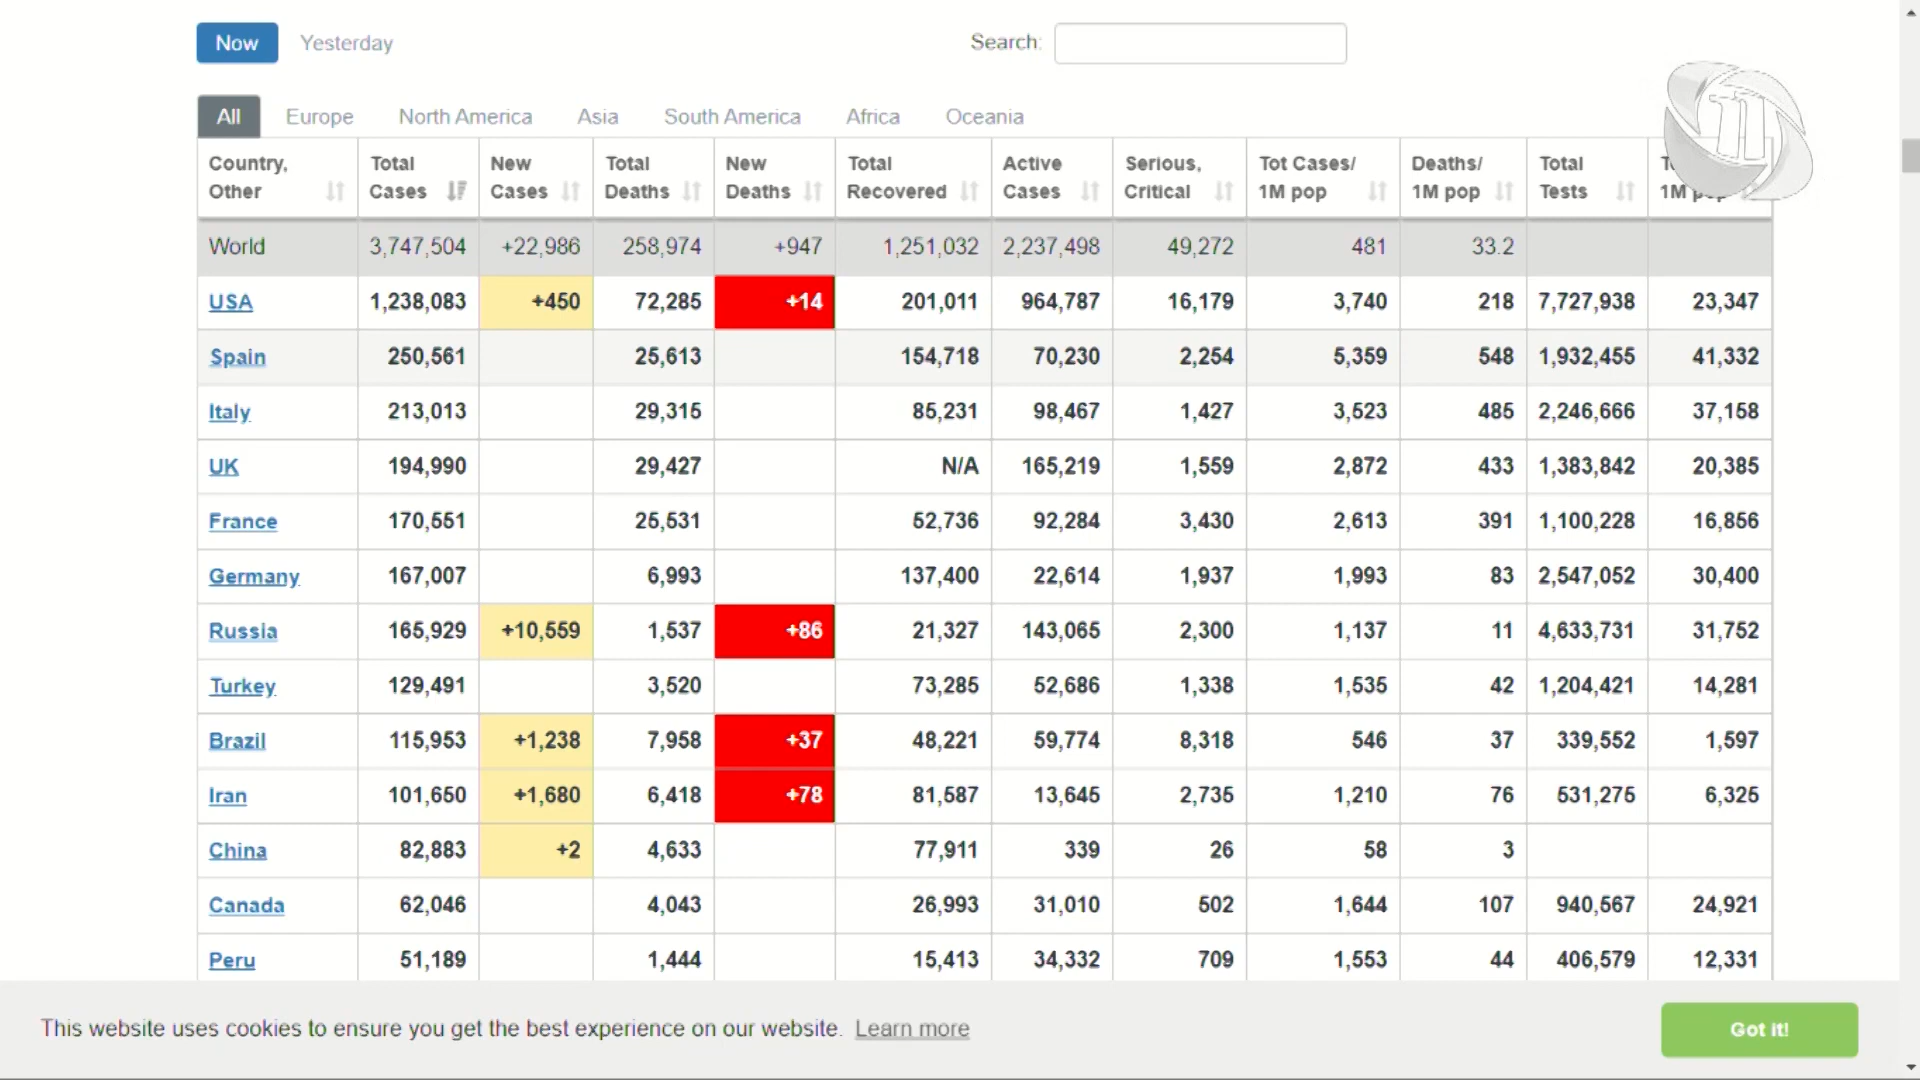 Now Yesterday Search:
All Europe North America Asia South America Africa Oceania
Country, Total New Total New Total Active Serious, Tot Cases/ Deaths/ Total
Other Cases Cases Deaths Deaths Recovered Cases Critical 1M pop 1M pop Tests 1M pop
World 3,747,504 +22,986 258,974 +947 1,251,032 2,237,498 49,272 481 33.2
USA 1,238,083 +450 72,285 +14 201,011 964,787 16,179 3,740 218 7,727,938 23,347
Spain 250,561 25,613 154,718 70,230 2,254 5,359 548 1,932,455 41,332
Italy 213,013 29,315 85,231 98,467 1,427 3,523 485 2,246,666 37,158
UK 194,990 29,427 N/A 165,219 1,559 2,872 433 1,383,842 20,385
France 170,551 25,531 52,736 92,284 3,430 2,613 391 1,100,228 16,856
Germany 167,007 6,993 137,400 22,614 1,937 1,993 83 2,547,052 30,400
Russia 165,929 +10,559 1,537 +86 21,327 143,065 2,300 1,137 11 4,633,731 31,752
Turkey 129,491 3,520 73,285 52,686 1,338 1,535 42 1,204,421 14,281
Brazil 115,953 +1,238 7,958 +37 48,221 59,774 8,318 546 37 339,552 1,597
Iran 101,650 +1,680 6,418 +78 81,587 13,645 2,735 1,210 76 531,275 6,325
China 82,883 +2 4,633 77,911 339 26 58 3
Canada 62,046 4,043 26,993 31,010 502 1,644 107 940,567 24,921
Peru 51,189 1,444 15,413 34,332 709 1,553 44 406,579 12,331
This website uses cookies to ensure you get the best experience on our website. Learn more Got it!